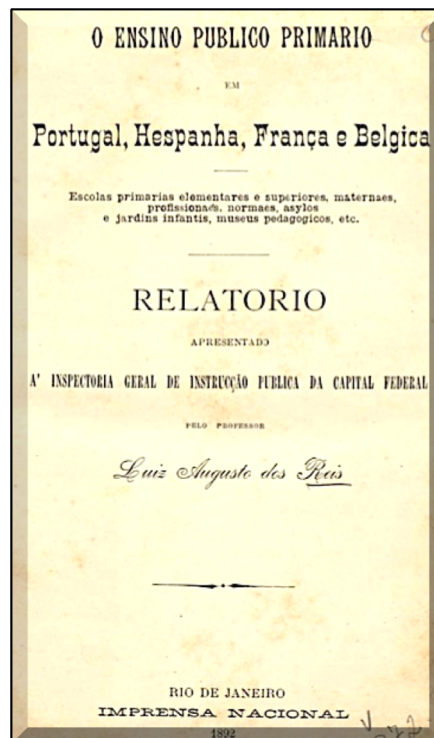 O ENSINO PUBLICO PRIMARIO
EM
Portugal, Hespanha, França e Belgica
Escolas primarias elementares e superiores, maternaes,
profissionaes, normaes, asylos
e jardins infantis, museus pedagogicos, etc.
RELATORIO
APRESENTADO
A' INSPECTORIA GERAL DE INSTRUCÇÃO PUBLICA DA CAPITAL FEDERAL
PELO PROFESSOR
Luiz Augusto dos Reis
RIO DE JANEIRO
IMPRENSA NACIONAL
1892